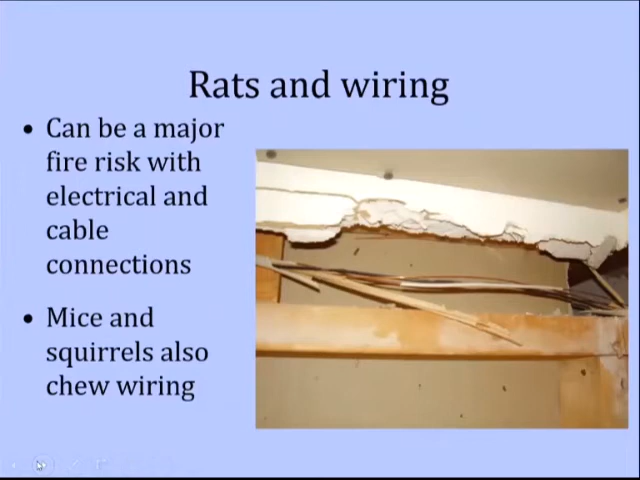 Rats and wiring
• Can be a major
fire risk with
electrical and
cable
connections
• Mice and
squirrels also
chew wiring